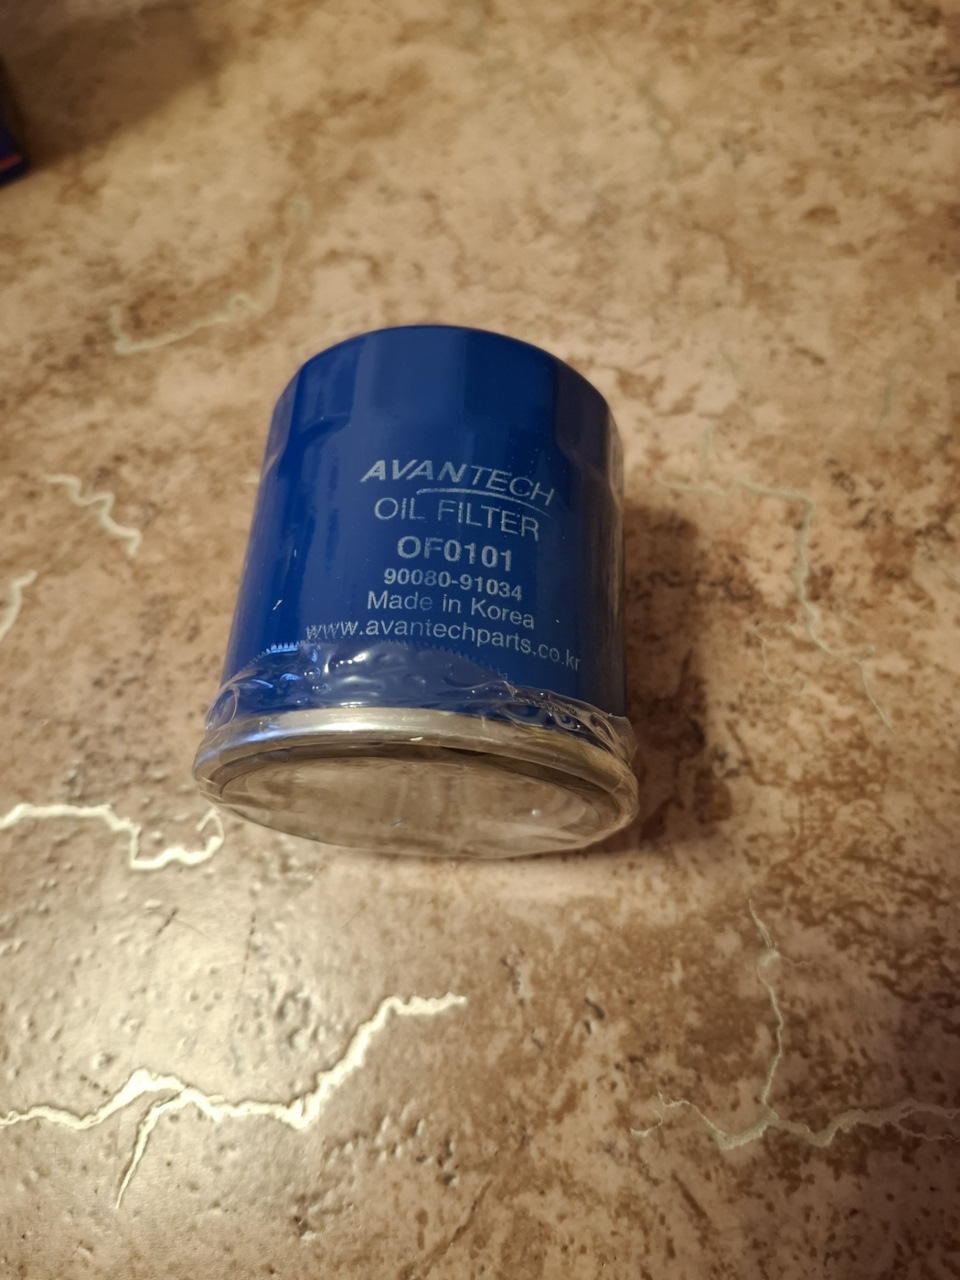 AVANTECH
OIL FILTER
OF0101
90080-91034
Made in Korea
www.avantechparts.co.kr